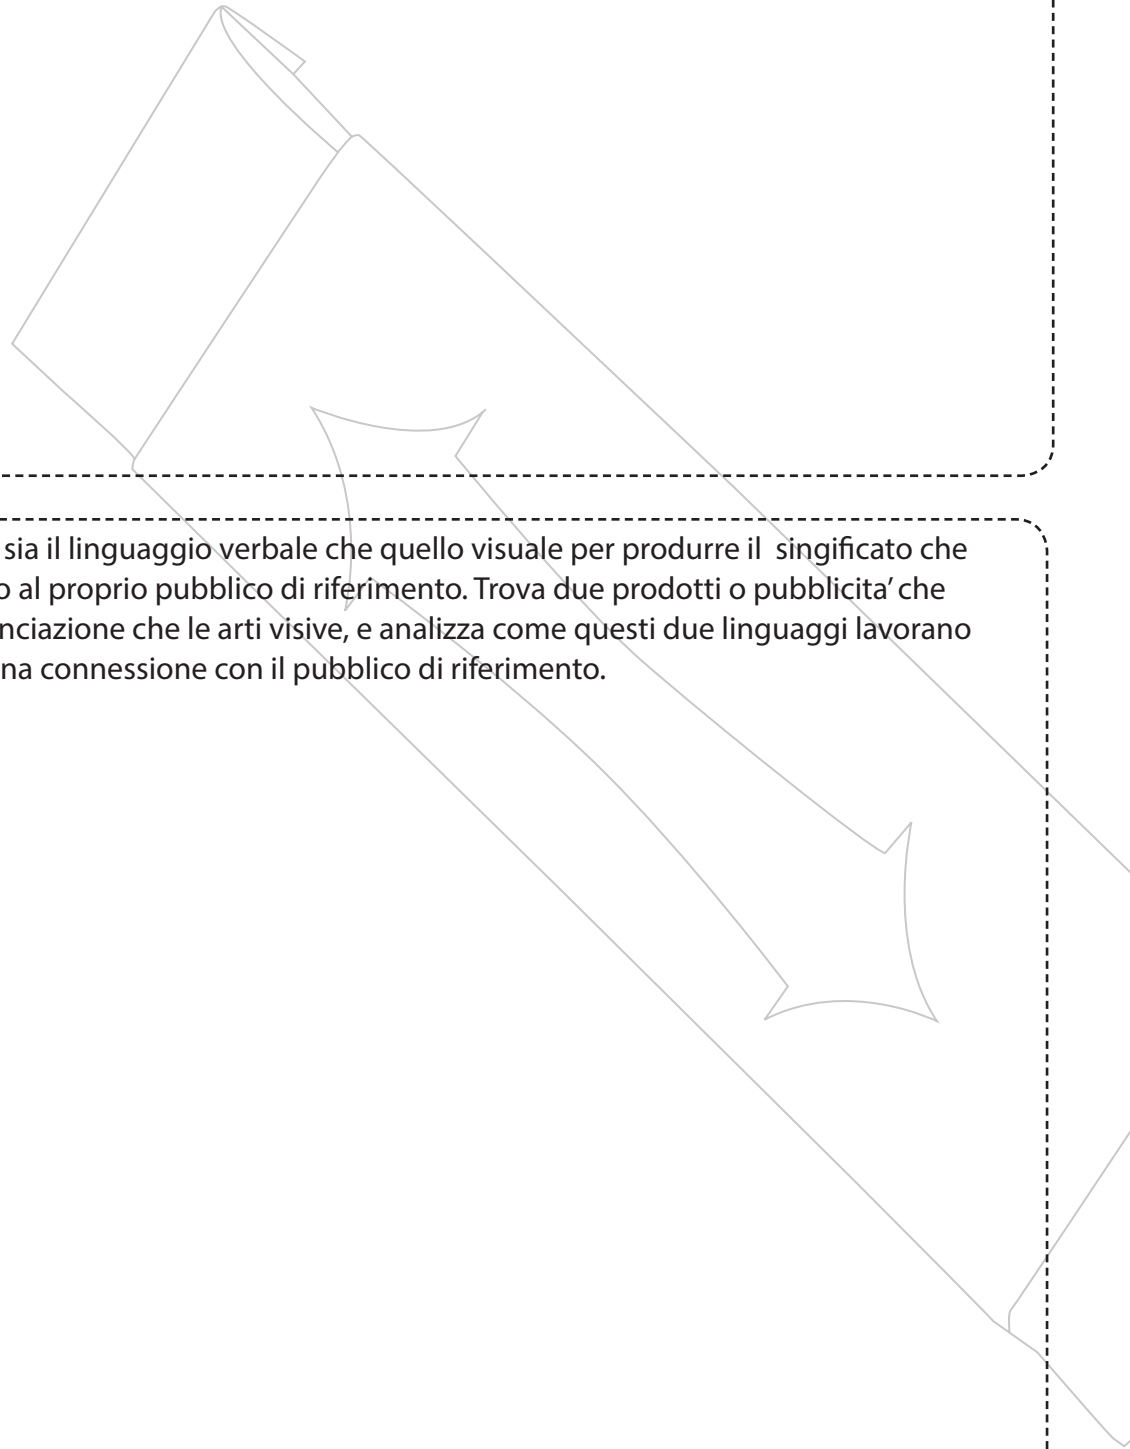 sia il linguaggio verbale che quello visuale per produrre il  singificato che
o al proprio pubblico di riferimento. Trova due prodotti o pubblicita’ che
nciazione che le arti visive, e analizza come questi due linguaggi lavorano
na connessione con il pubblico di riferimento.